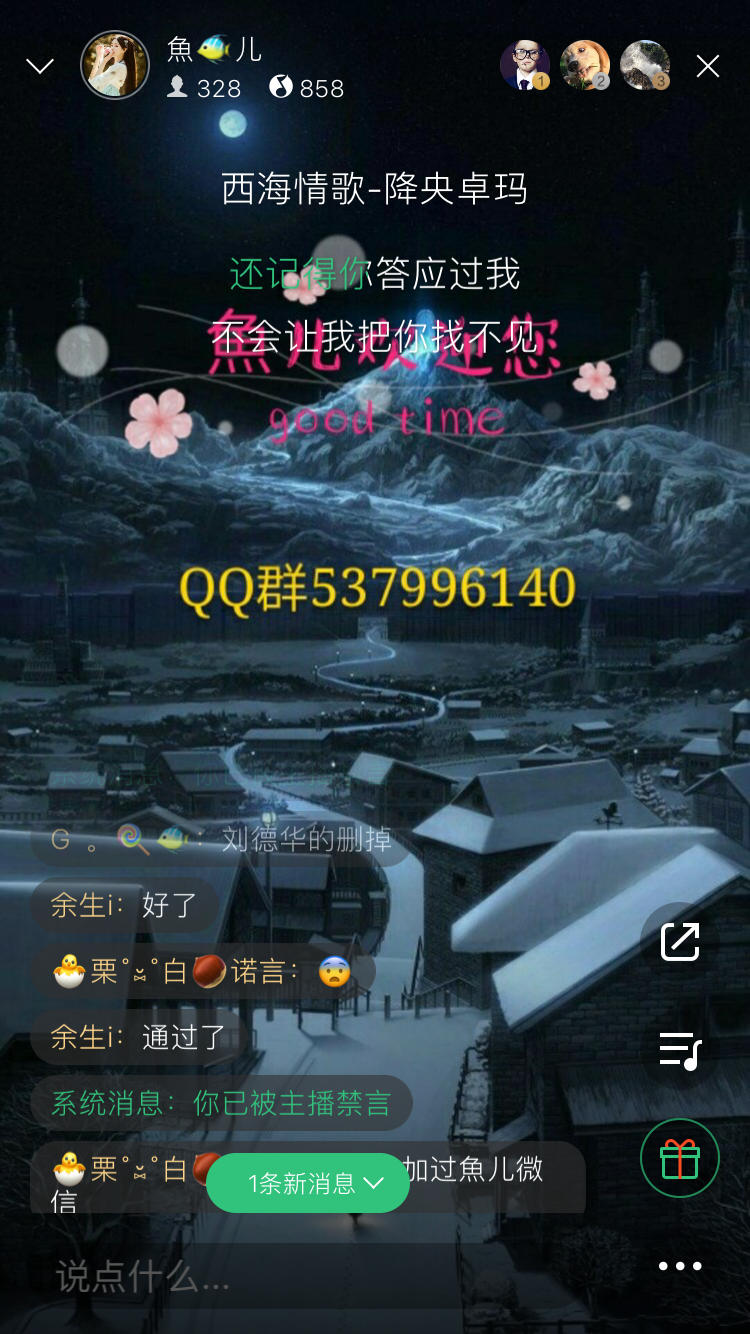 魚🐠儿
328 858
1 2 3
西海情歌-降央卓玛
还记得你答应过我
不会让我把你找不见
魚儿欢迎您
good time
QQ群537996140
G 。🍭🐠：刘德华的删掉
余生i：好了
🐣栗˚ꈊ˚白🌰诺言：😨
余生i：通过了
系统消息：你已被主播禁言
🐣栗˚ꈊ˚白
加过魚儿微
信
1条新消息
说点什么...